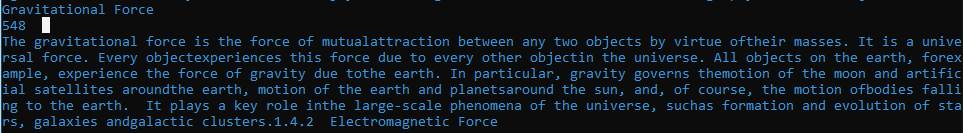 Gravitational Force
548
The gravitational force is the force of mutualattraction between any two objects by virtue oftheir masses. It is a unive
rsal force. Every objectexperiences this force due to every other objectin the universe. All objects on the earth, forex
ample, experience the force of gravity due tothe earth. In particular, gravity governs themotion of the moon and artific
ial satellites aroundthe earth, motion of the earth and planetsaround the sun, and, of course, the motion ofbodies falli
ng to the earth.  It plays a key role inthe large-scale phenomena of the universe, suchas formation and evolution of sta
rs, galaxies andgalactic clusters.1.4.2  Electromagnetic Force